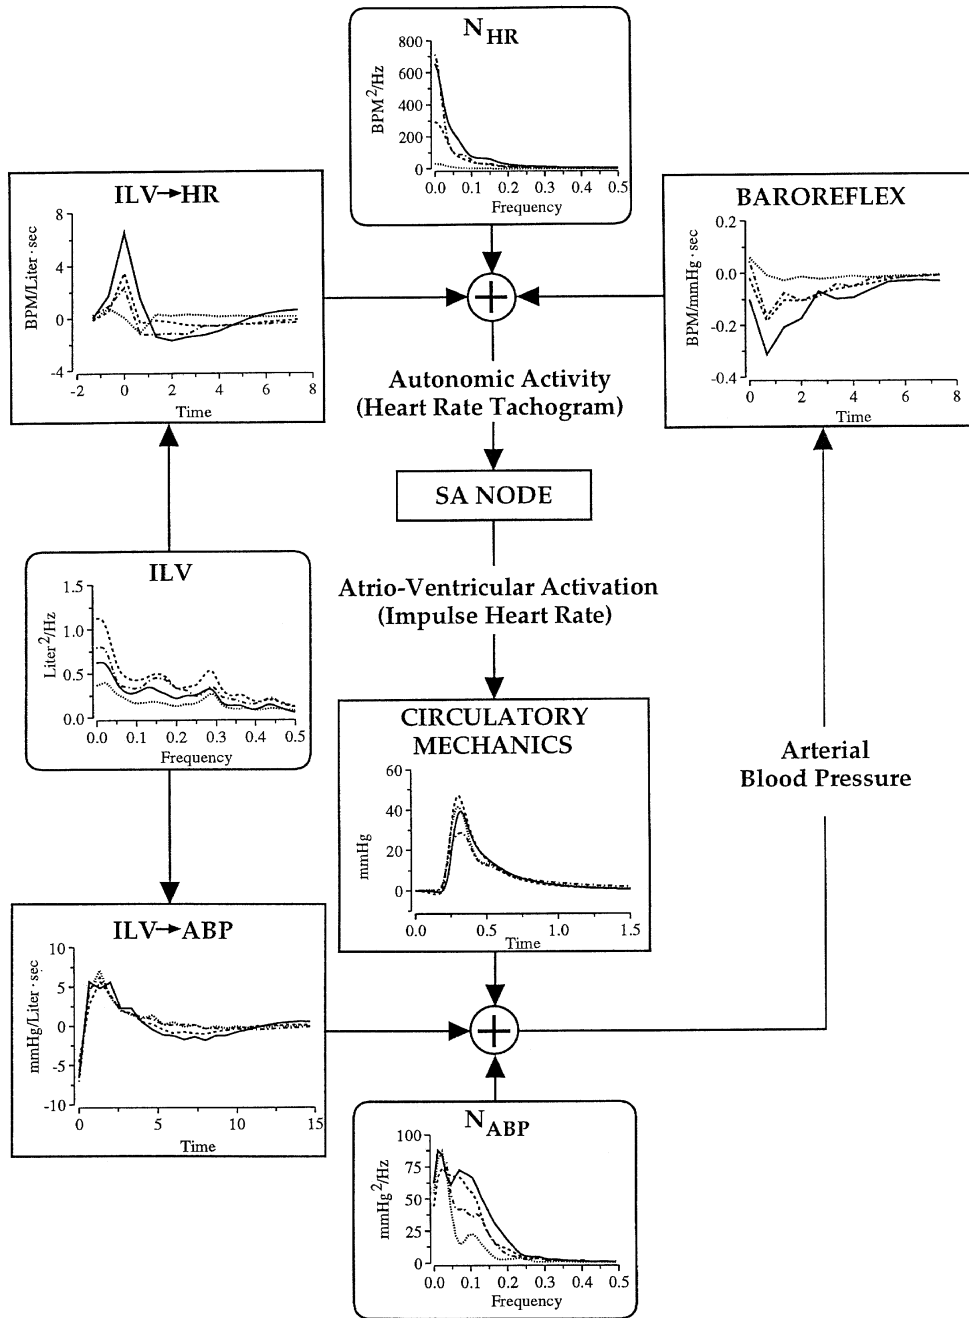 N HR
BPM²/Hz
800
600
400
200
0
0.0 0.1 0.2 0.3 0.4 0.5
Frequency
ILV→HR
BPM/Liter · sec
8
4
0
-4
-2 0 2 4 6 8
Time
BAROREFLEX
BPM/mmHg · sec
0.2
0.0
-0.2
-0.4
0 2 4 6 8
Time
+
Autonomic Activity
(Heart Rate Tachogram)
SA NODE
Atrio-Ventricular Activation
(Impulse Heart Rate)
ILV
Liter²/Hz
1.5
1.0
0.5
0.0
0.0 0.1 0.2 0.3 0.4 0.5
Frequency
CIRCULATORY
MECHANICS
mmHg
60
40
20
0
0.0 0.5 1.0 1.5
Time
Arterial
Blood Pressure
ILV→ABP
mmHg/Liter · sec
10
5
0
-5
-10
0 5 10 15
Time
+
N ABP
mmHg²/Hz
100
75
50
25
0
0.0 0.1 0.2 0.3 0.4 0.5
Frequency